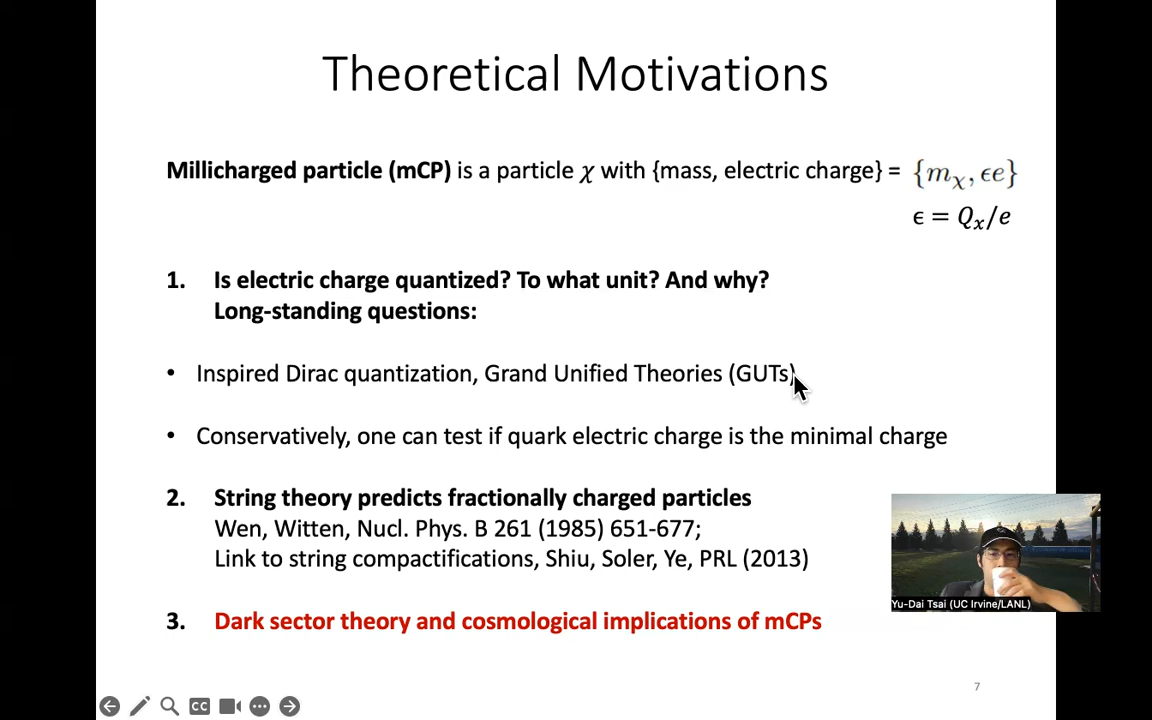 Theoretical Motivations
Millicharged particle (mCP) is a particle χ with {mass, electric charge} = {mχ, ϵe}
ϵ = Qx/e
1. Is electric charge quantized? To what unit? And why?
Long-standing questions:
• Inspired Dirac quantization, Grand Unified Theories (GUTs)
• Conservatively, one can test if quark electric charge is the minimal charge
2. String theory predicts fractionally charged particles
Wen, Witten, Nucl. Phys. B 261 (1985) 651-677;
Link to string compactifications, Shiu, Soler, Ye, PRL (2013)
Yu-Dai Tsai (UC Irvine/LANL)
3. Dark sector theory and cosmological implications of mCPs
7
CC